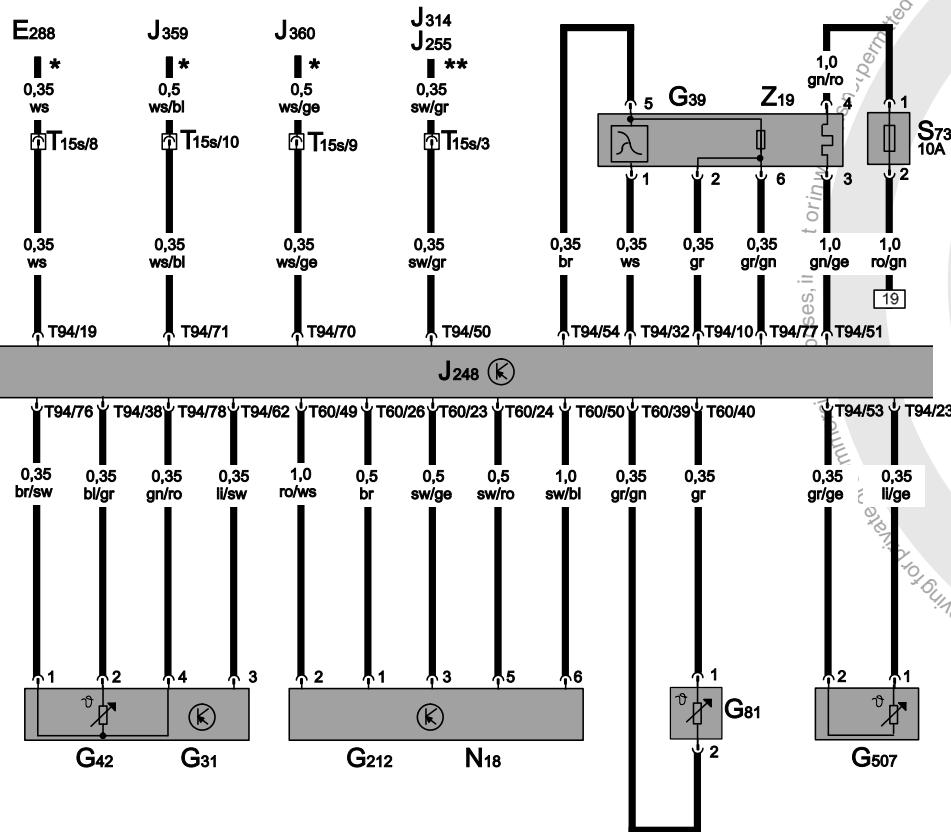 E288 J359 J360 J314
J255
* * * **
0,35 0,5 0,5 0,35 1,0
ws ws/bl ws/ge sw/gr gn/ro
T15s/8 T15s/10 T15s/9 T15s/3
5 G39 Z19 4 1
S73
10A
1 2 6 3 2
0,35 0,35 0,35 0,35 0,35 0,35 0,35 0,35 1,0 1,0
ws ws/bl ws/ge sw/gr br ws gr gr/gn gn/ge ro/gn
19
T94/19 T94/71 T94/70 T94/50 T94/54 T94/32 T94/10 T94/77 T94/51
J248
T94/76 T94/38 T94/78 T94/62 T60/49 T60/26 T60/23 T60/24 T60/50 T60/39 T60/40 T94/53 T94/23
0,35 0,35 0,35 0,35 1,0 0,5 0,5 0,5 1,0 0,35 0,35 0,35 0,35
br/sw bl/gr gn/ro li/sw ro/ws br sw/ge sw/ro sw/bl gr/gn gr gr/ge li/ge
1 2 4 3 2 1 3 5 6 1 2 1
ϑ ϑ ϑ
G81
2
G42 G31 G212 N18 G507
permitted
for private